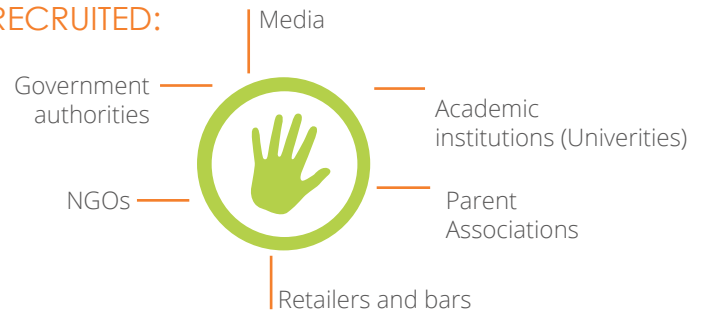 RECRUITED:
Media
Government
authorities
Academic
institutions (Univerities)
NGOs
Parent
Associations
Retailers and bars